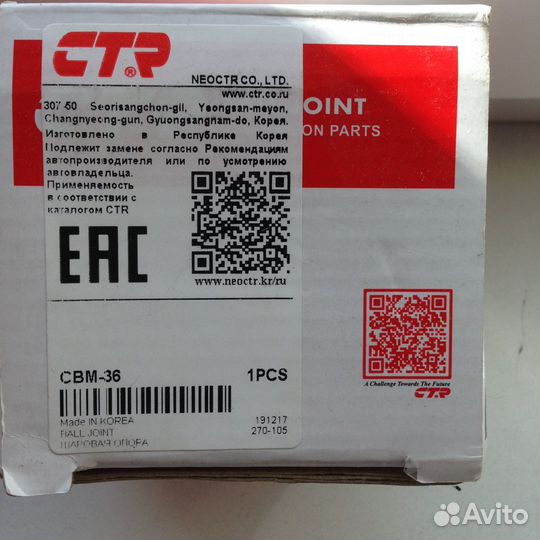 CTR®
NEOCTR CO., LTD.
www.ctr.co.ru
307-50 Seorisangchon-gil, Yeongsan-meyon,
Changnyeong-gun, Gyuongsangnam-do, Корея.
Изготовлено в Республике Корея
Подлежит замене согласно Рекомендациям
автопроизводителя или по усмотрению
автовладельца.
Применяемость
в соответствии с
каталогом CTR
JOINT
ON PARTS
EAC
www.neoctr.kr/ru
A Challenge Towards The Future
CTR
CBM-36 1PCS
Made IN KOREA 191217
BALL JOINT 270-105
ШАРОВАЯ ОПОРА
Avito